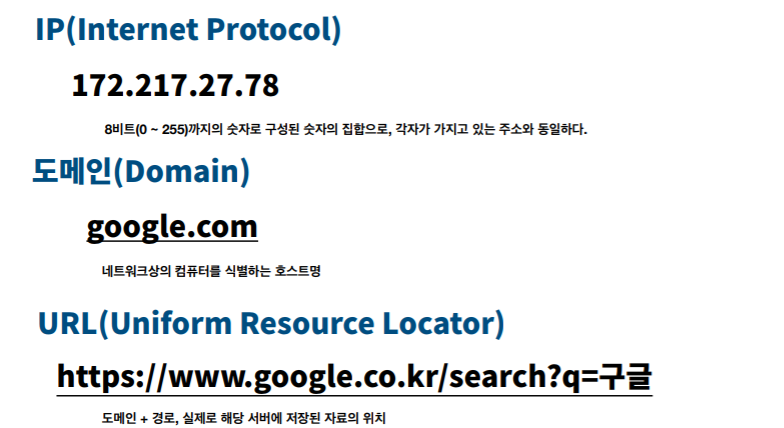 IP(Internet Protocol)
172.217.27.78
8비트(0 ~ 255)까지의 숫자로 구성된 숫자의 집합으로, 각자가 가지고 있는 주소와 동일하다.
도메인(Domain)
google.com
네트워크상의 컴퓨터를 식별하는 호스트명
URL(Uniform Resource Locator)
https://www.google.co.kr/search?q=구글
도메인 + 경로, 실제로 해당 서버에 저장된 자료의 위치